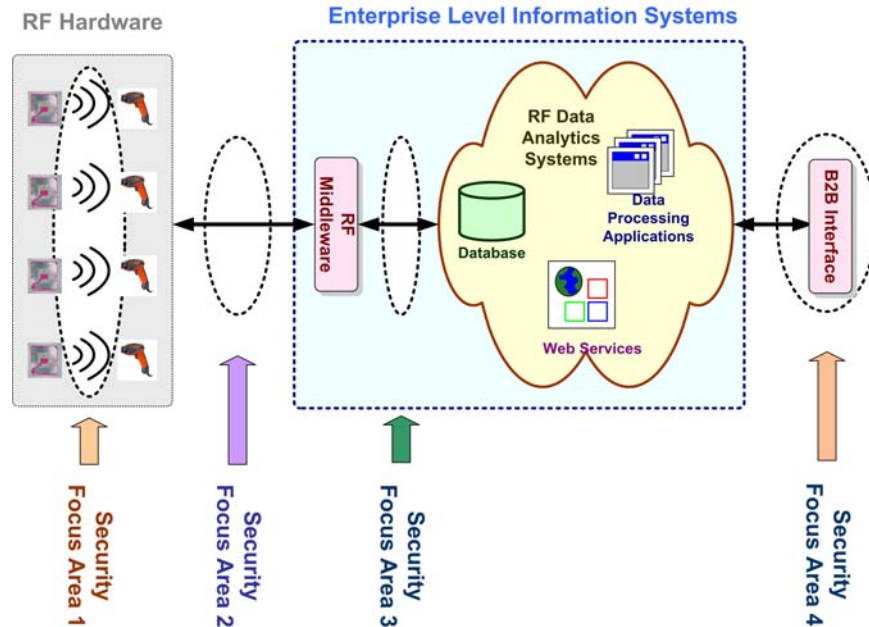 RF Hardware
Enterprise Level Information Systems
RF Data
Analytics
Systems
RF
Middleware
Database
Data
Processing
Applications
Web Services
B2B Interface
Security
Focus Area 1
Security
Focus Area 2
Security
Focus Area 3
Security
Focus Area 4